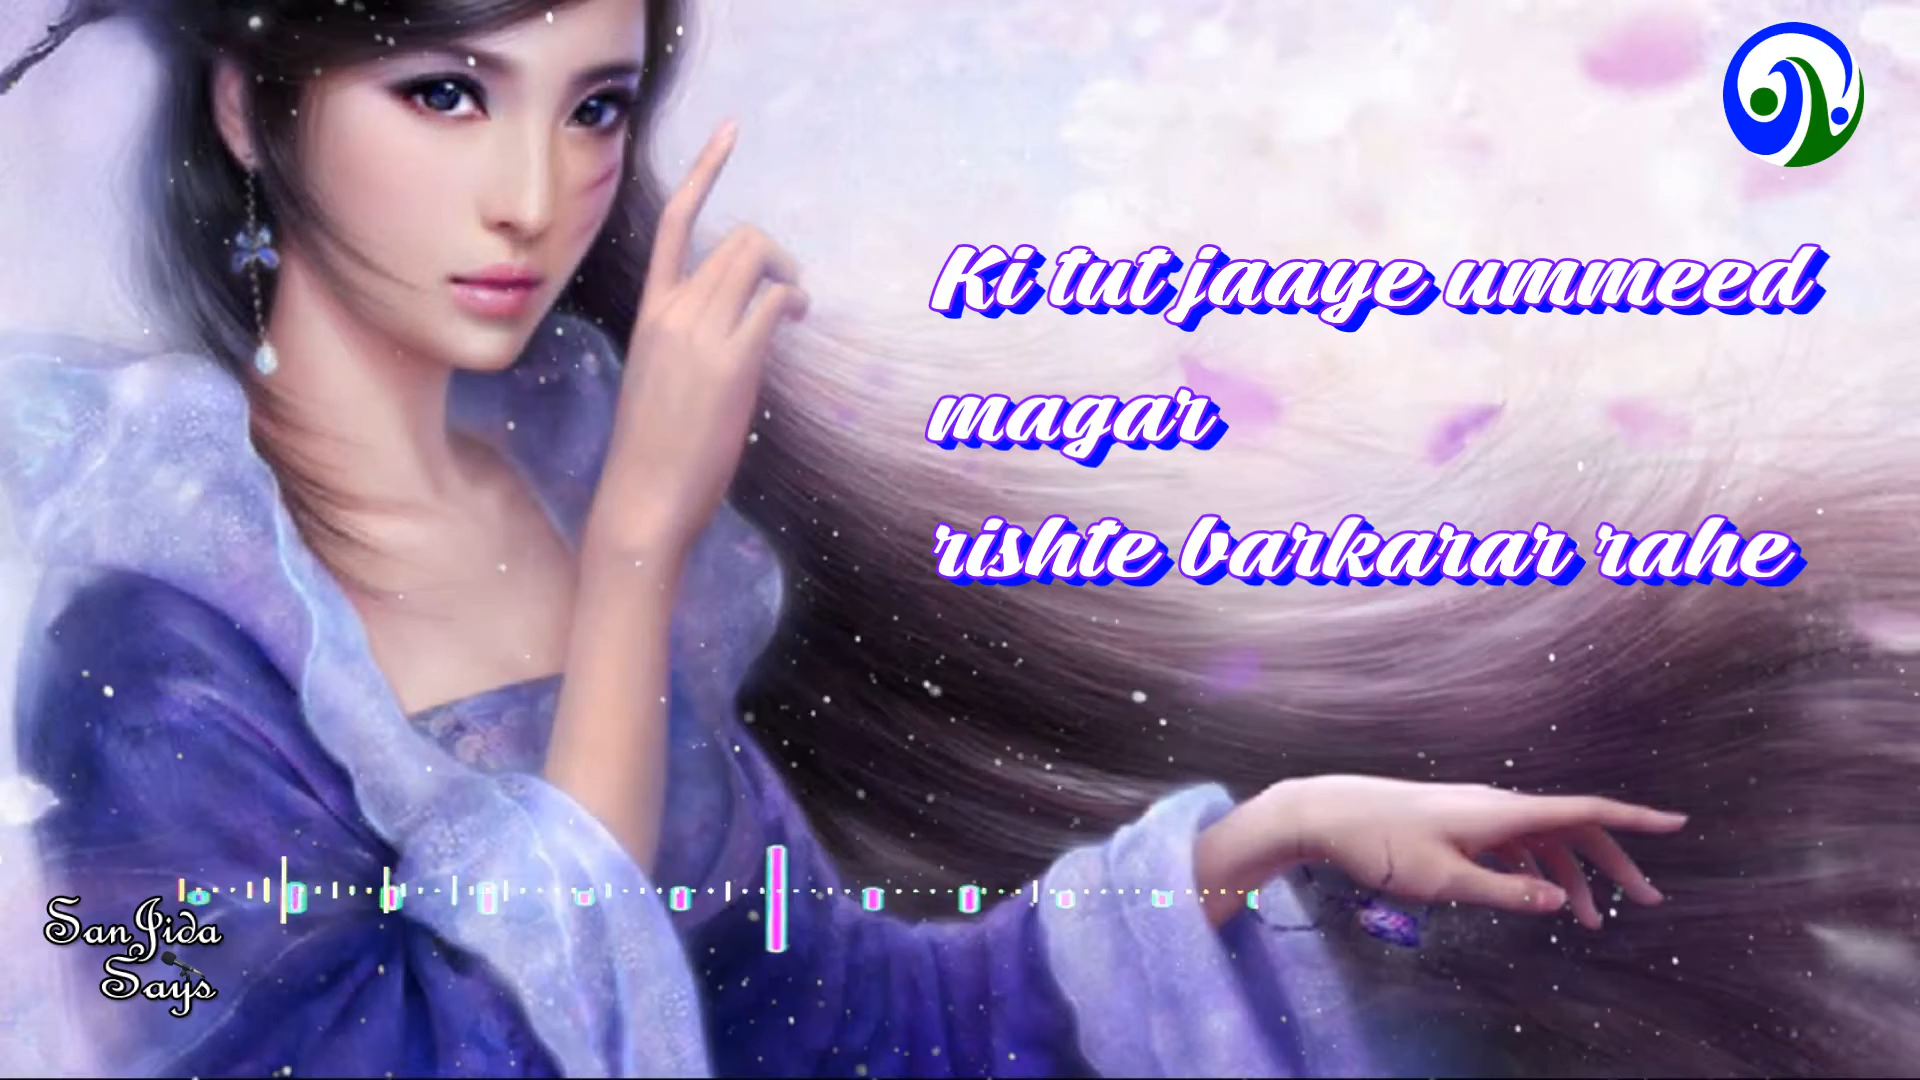 Ki tut jaaye ummeed
magar
rishte barkarar rahe
SanJida
Says